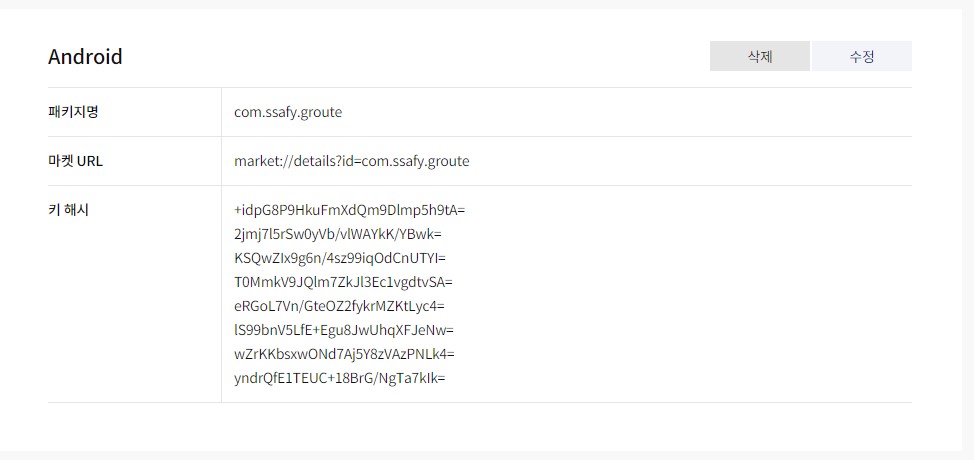 Android
삭제
수정
패키지명
com.ssafy.groute
마켓 URL
market://details?id=com.ssafy.groute
키 해시
+idpG8P9HkuFmXdQm9Dlmp5h9tA=
2jmj7l5rSw0yVb/vlWAYkK/YBwk=
KSQwZIx9g6n/4sz99iqOdCnUTYI=
T0MmkV9JQlm7ZkJl3Ec1vgdtvSA=
eRGoL7Vn/GteOZ2fykrMZKtLyc4=
lS99bnV5LfE+Egu8JwUhqXFJeNw=
wZrKKbsxwONd7Aj5Y8zVAzPNLk4=
yndrQfE1TEUC+18BrG/NgTa7kIk=